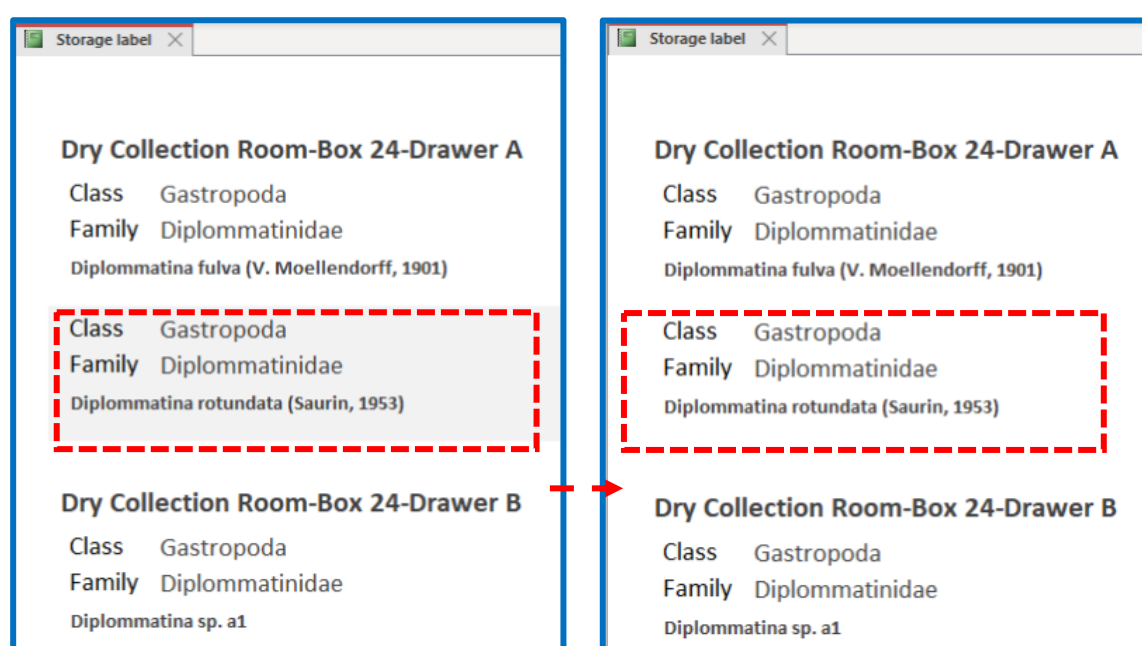 Storage label
Dry Collection Room-Box 24-Drawer A
Class Gastropoda
Family Diplommatinidae
Diplommatina fulva (V. Moellendorff, 1901)
Class Gastropoda
Family Diplommatinidae
Diplommatina rotundata (Saurin, 1953)
Dry Collection Room-Box 24-Drawer B
Class Gastropoda
Family Diplommatinidae
Diplommatina sp. a1
Storage label
Dry Collection Room-Box 24-Drawer A
Class Gastropoda
Family Diplommatinidae
Diplommatina fulva (V. Moellendorff, 1901)
Class Gastropoda
Family Diplommatinidae
Diplommatina rotundata (Saurin, 1953)
Dry Collection Room-Box 24-Drawer B
Class Gastropoda
Family Diplommatinidae
Diplommatina sp. a1